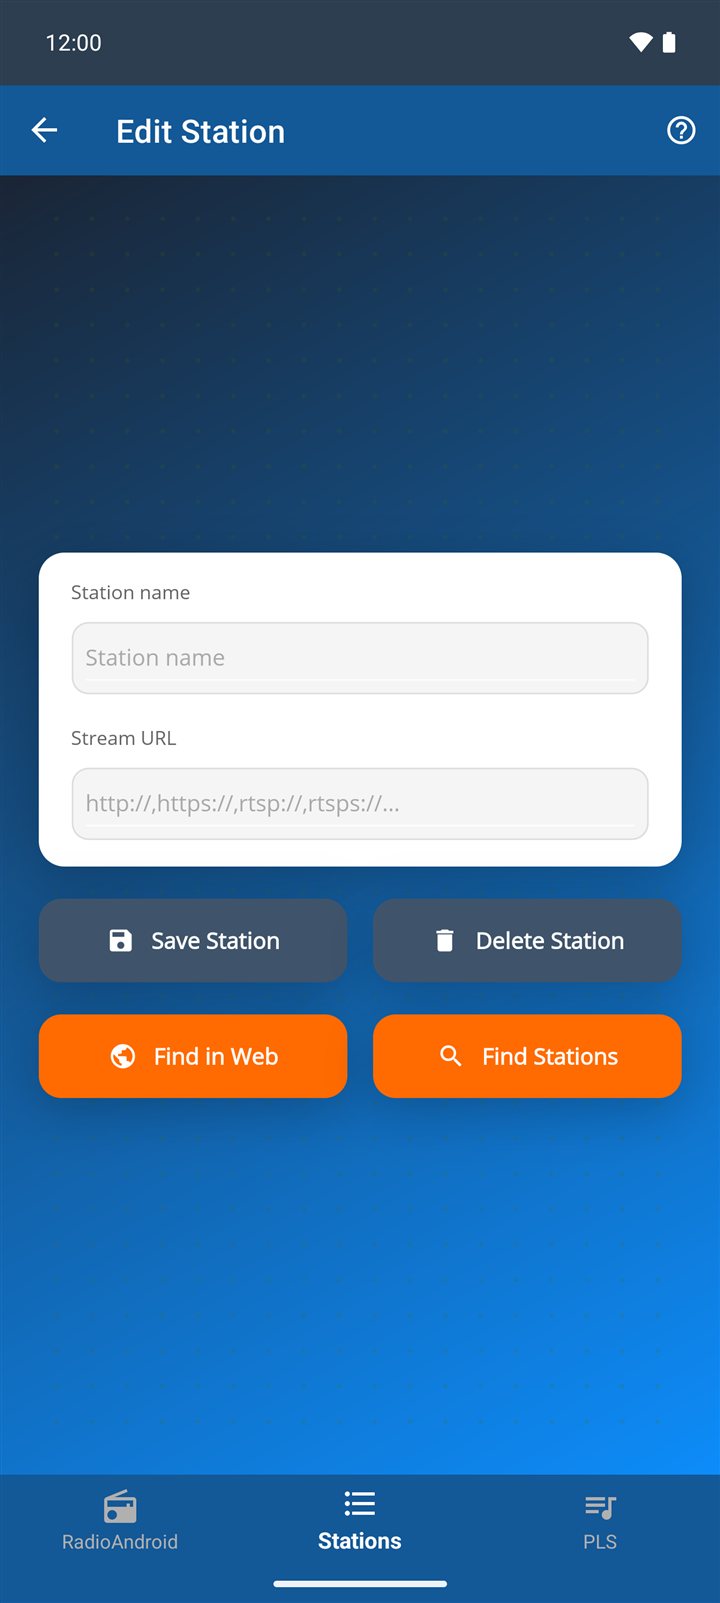 12:00
Edit Station
Station name
Station name
Stream URL
http://,https://,rtsp://,rtsps://...
Save Station
Delete Station
Find in Web
Find Stations
RadioAndroid
Stations
PLS